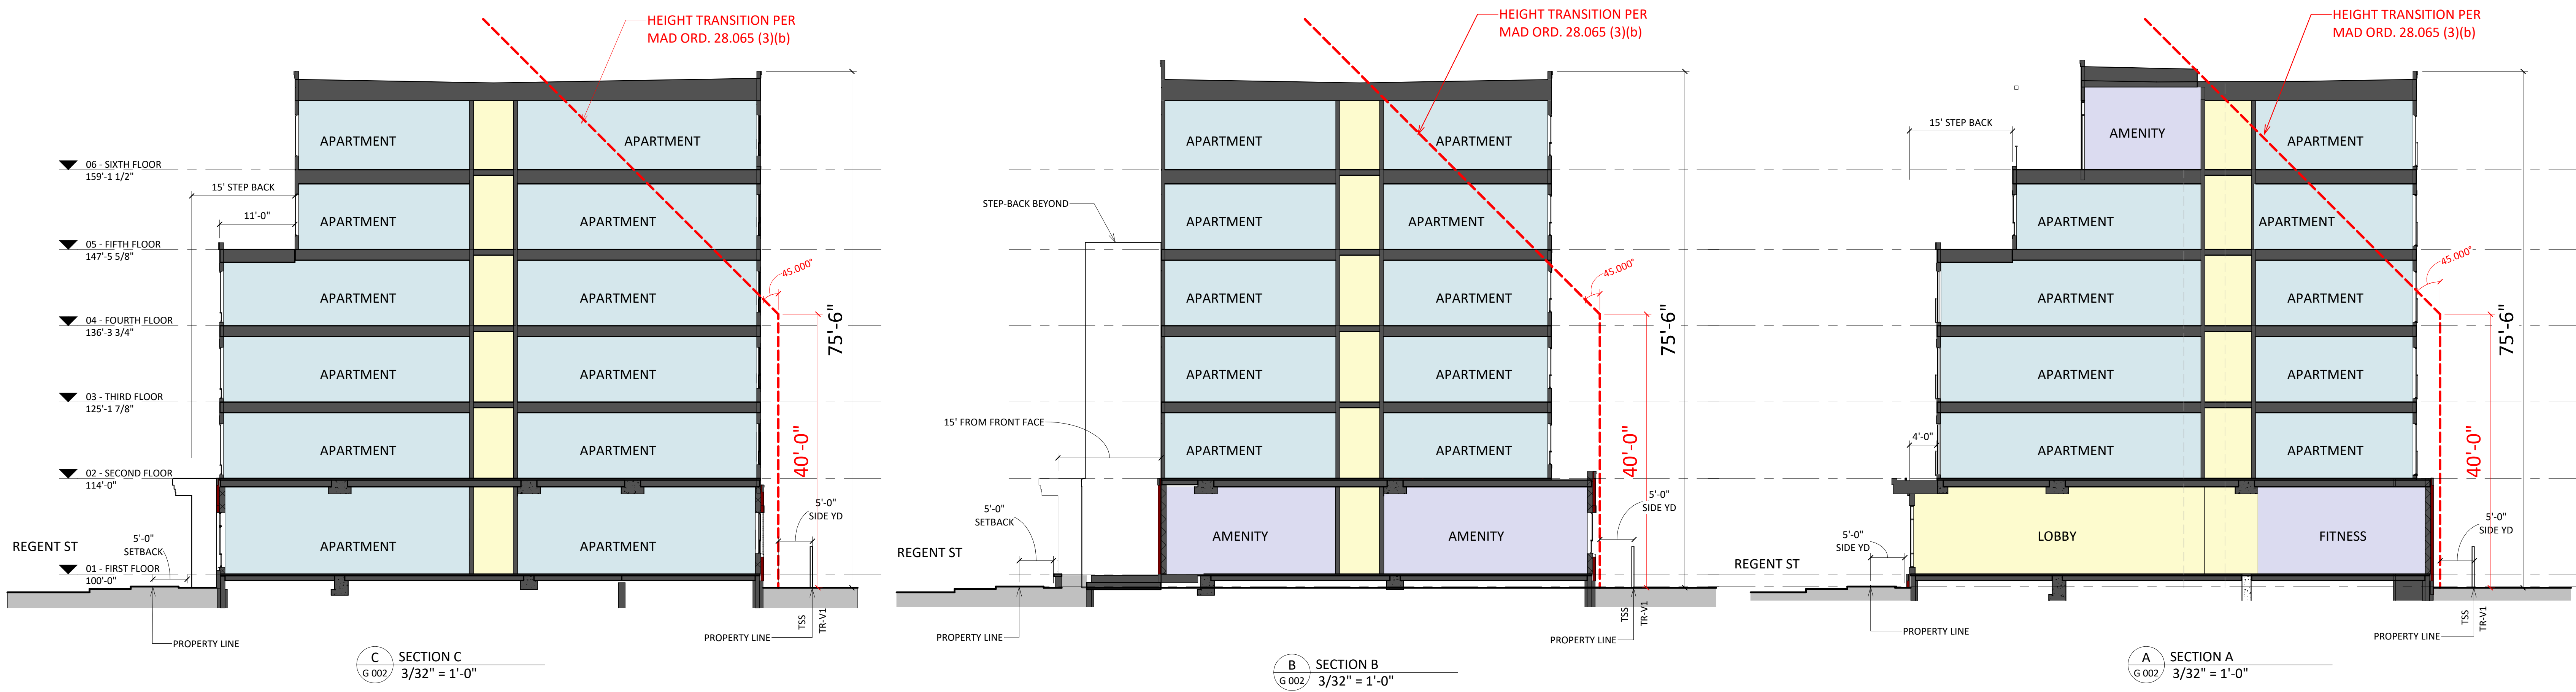 HEIGHT TRANSITION PER
MAD ORD. 28.065 (3)(b)
APARTMENT
APARTMENT
06 - SIXTH FLOOR
159'-1 1/2"
15' STEP BACK
11'-0"
APARTMENT
APARTMENT
05 - FIFTH FLOOR
147'-5 5/8"
45.000°
APARTMENT
APARTMENT
75'-6"
04 - FOURTH FLOOR
136'-3 3/4"
APARTMENT
APARTMENT
03 - THIRD FLOOR
125'-1 7/8"
40'-0"
APARTMENT
APARTMENT
02 - SECOND FLOOR
114'-0"
5'-0"
SIDE YD
REGENT ST
5'-0"
SETBACK
APARTMENT
APARTMENT
01 - FIRST FLOOR
100'-0"
TSS
TR-V1
PROPERTY LINE
PROPERTY LINE
C
G 002
SECTION C
3/32" = 1'-0"
HEIGHT TRANSITION PER
MAD ORD. 28.065 (3)(b)
APARTMENT
APARTMENT
STEP-BACK BEYOND
APARTMENT
APARTMENT
45.000°
APARTMENT
APARTMENT
75'-6"
APARTMENT
APARTMENT
15' FROM FRONT FACE
40'-0"
APARTMENT
APARTMENT
5'-0"
SIDE YD
5'-0"
SETBACK
REGENT ST
AMENITY
AMENITY
TSS
TR-V1
PROPERTY LINE
PROPERTY LINE
B
G 002
SECTION B
3/32" = 1'-0"
HEIGHT TRANSITION PER
MAD ORD. 28.065 (3)(b)
15' STEP BACK
AMENITY
APARTMENT
APARTMENT
APARTMENT
45.000°
APARTMENT
APARTMENT
75'-6"
APARTMENT
APARTMENT
4'-0"
40'-0"
APARTMENT
APARTMENT
5'-0"
SIDE YD
5'-0"
SIDE YD
REGENT ST
LOBBY
FITNESS
TSS
TR-V1
PROPERTY LINE
PROPERTY LINE
A
G 002
SECTION A
3/32" = 1'-0"